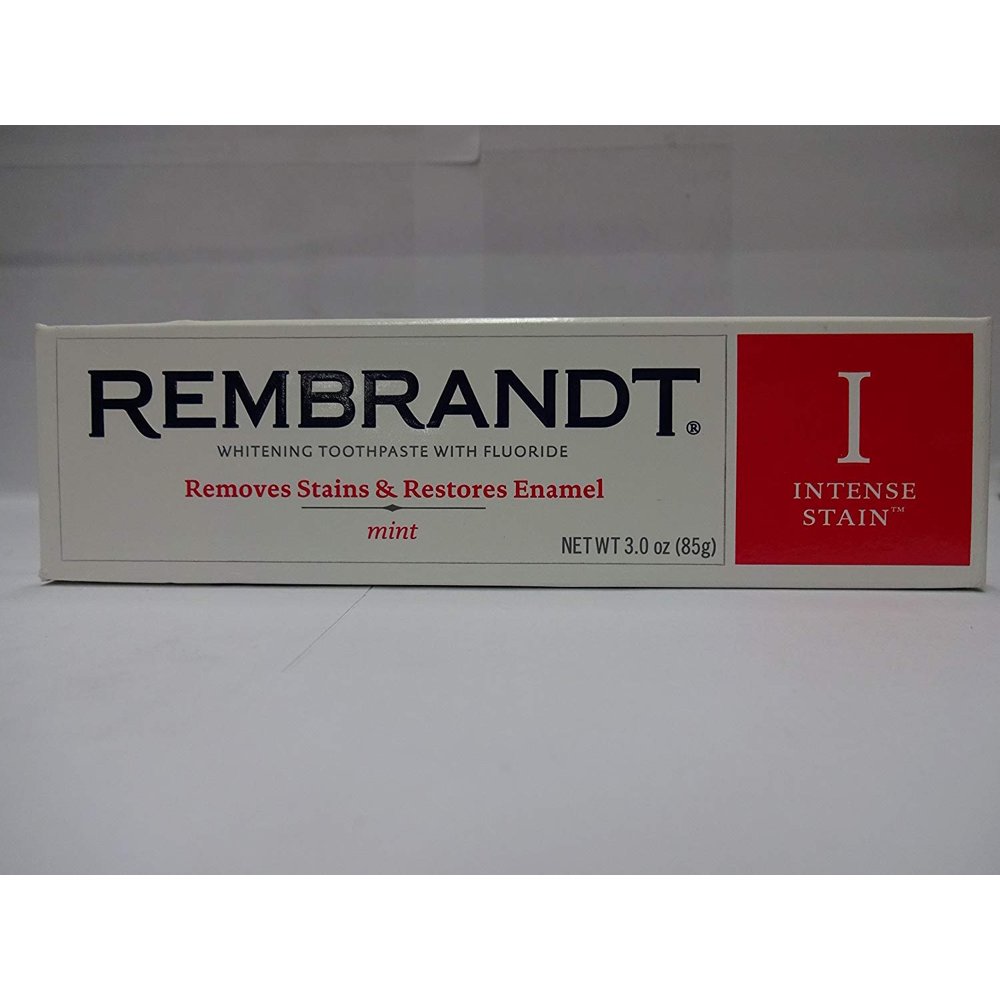 REMBRANDT®
WHITENING TOOTHPASTE WITH FLUORIDE
Removes Stains & Restores Enamel
mint
NET WT 3.0 oz (85g)
I
INTENSE
STAIN™